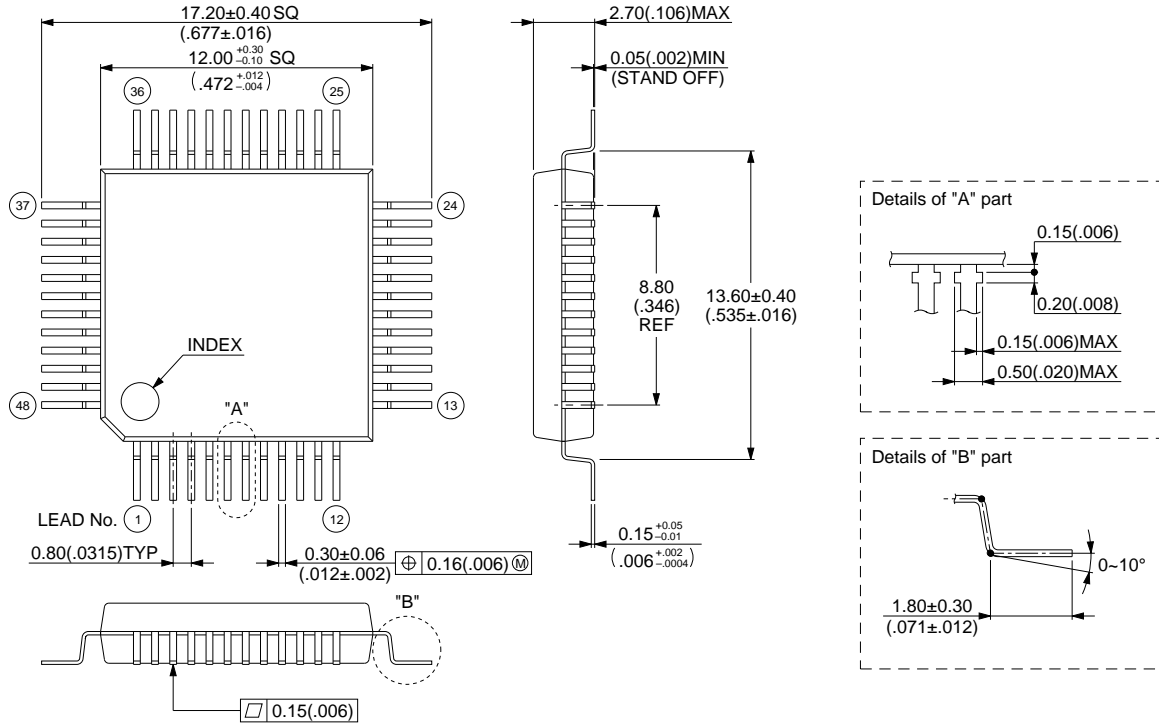 17.20±0.40 SQ
(.677±.016)
12.00 +0.30 −0.10 SQ
(.472 +.012 −.004)
36
25
37
24
INDEX
48
13
"A"
LEAD No. 1
12
0.80(.0315)TYP
0.30±0.06
(.012±.002)
⌖ 0.16(.006) Ⓜ
"B"
▱ 0.15(.006)
2.70(.106)MAX
0.05(.002)MIN
(STAND OFF)
8.80
(.346)
REF
13.60±0.40
(.535±.016)
0.15 +0.05 −0.01
(.006 +.002 −.0004)
Details of "A" part
0.15(.006)
0.20(.008)
0.15(.006)MAX
0.50(.020)MAX
Details of "B" part
0~10°
1.80±0.30
(.071±.012)